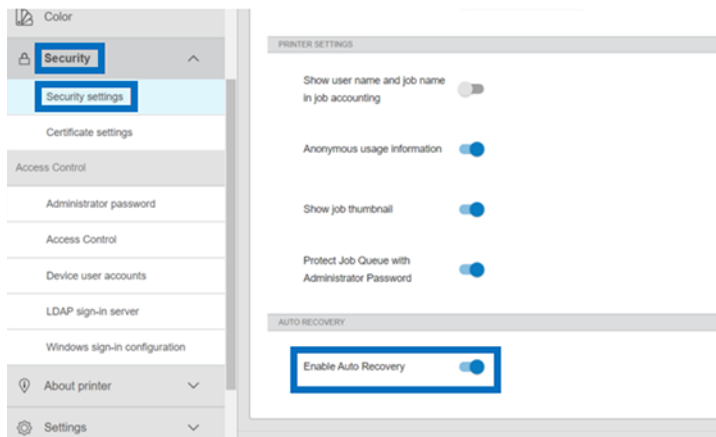 Color
Security
Security settings
Certificate settings
Access Control
Administrator password
Access Control
Device user accounts
LDAP sign-in server
Windows sign-in configuration
About printer
Settings
PRINTER SETTINGS
Show user name and job name
in job accounting
Anonymous usage information
Show job thumbnail
Protect Job Queue with
Administrator Password
AUTO RECOVERY
Enable Auto Recovery